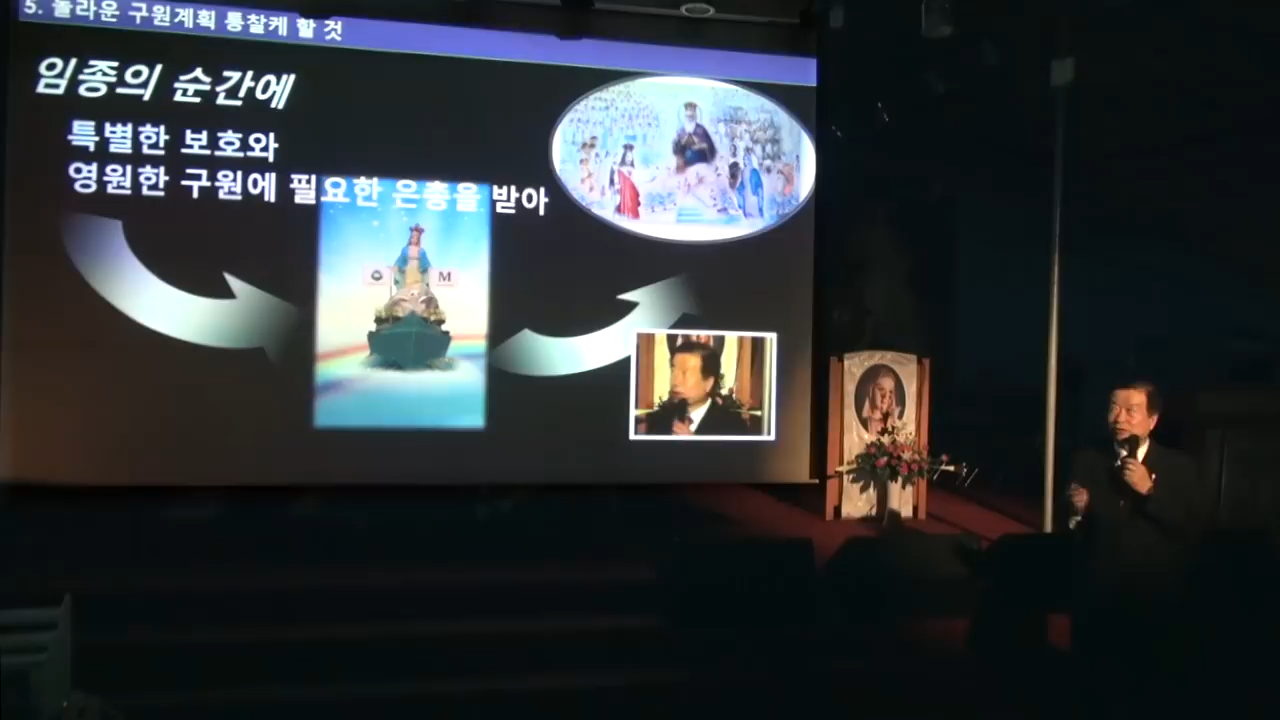 5. 놀라운 구원계획 통찰케 할 것
임종의 순간에
특별한 보호와
영원한 구원에 필요한 은총을 받아
M